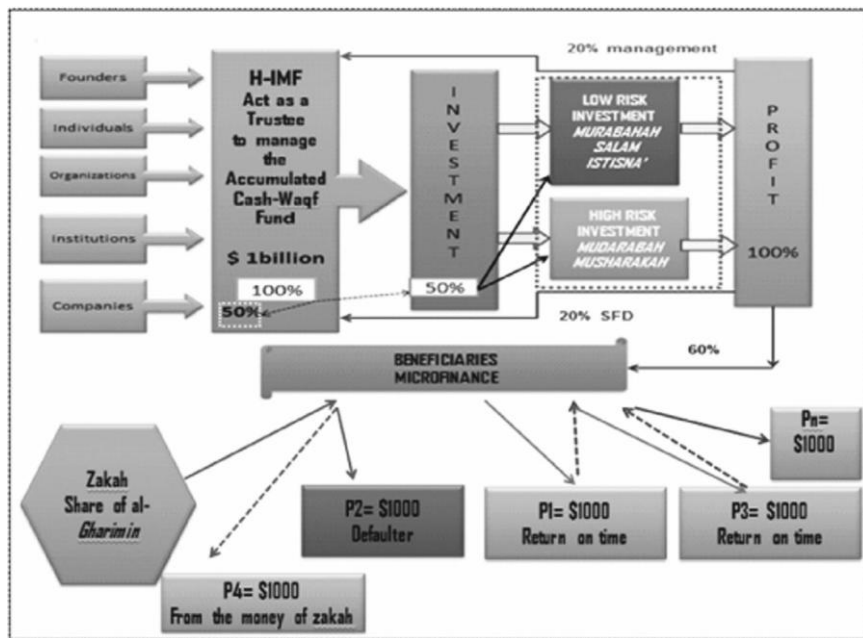 20% management
Founders
Individuals
Organizations
Institutions
Companies
H-IMF
Act as a
Trustee
to manage
the
Accumulated
Cash-Waqf
Fund
$ 1billion
100%
50%
INVESTMENT
50%
LOW RISK
INVESTMENT
MURABAHAH
SALAM
ISTISNA'
HIGH RISK
INVESTMENT
MUDARABAH
MUSHARAKAH
PROFIT
100%
20% SFD
60%
BENEFICIARIES
MICROFINANCE
Zakah
Share of al-
Gharimin
P2= $1000
Defaulter
P1= $1000
Return on time
P3= $1000
Return on time
Pn=
$1000
P4= $1000
From the money of zakah